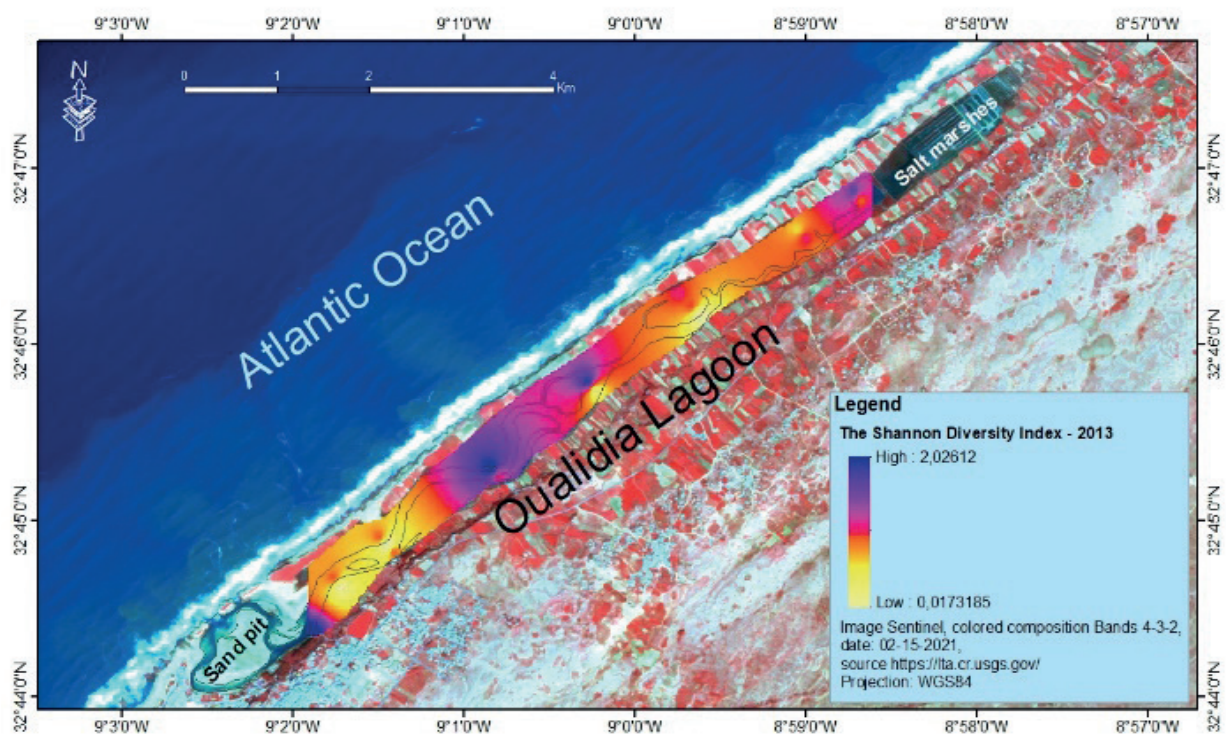 9°3'0"W 9°2'0"W 9°1'0"W 9°0'0"W 8°59'0"W 8°58'0"W 8°57'0"W
N
0 1 2 4
Km
32°47'0"N 32°47'0"N
Salt marshes
Atlantic Ocean
32°46'0"N 32°46'0"N
Oualidia Lagoon
Legend
The Shannon Diversity Index - 2013
High : 2,02612
32°45'0"N 32°45'0"N
Low : 0,0173185
Image Sentinel, colored composition Bands 4-3-2,
date: 02-15-2021,
source https://lta.cr.usgs.gov/
Projection: WGS84
Sand pit
32°44'0"N 32°44'0"N
9°3'0"W 9°2'0"W 9°1'0"W 9°0'0"W 8°59'0"W 8°58'0"W 8°57'0"W